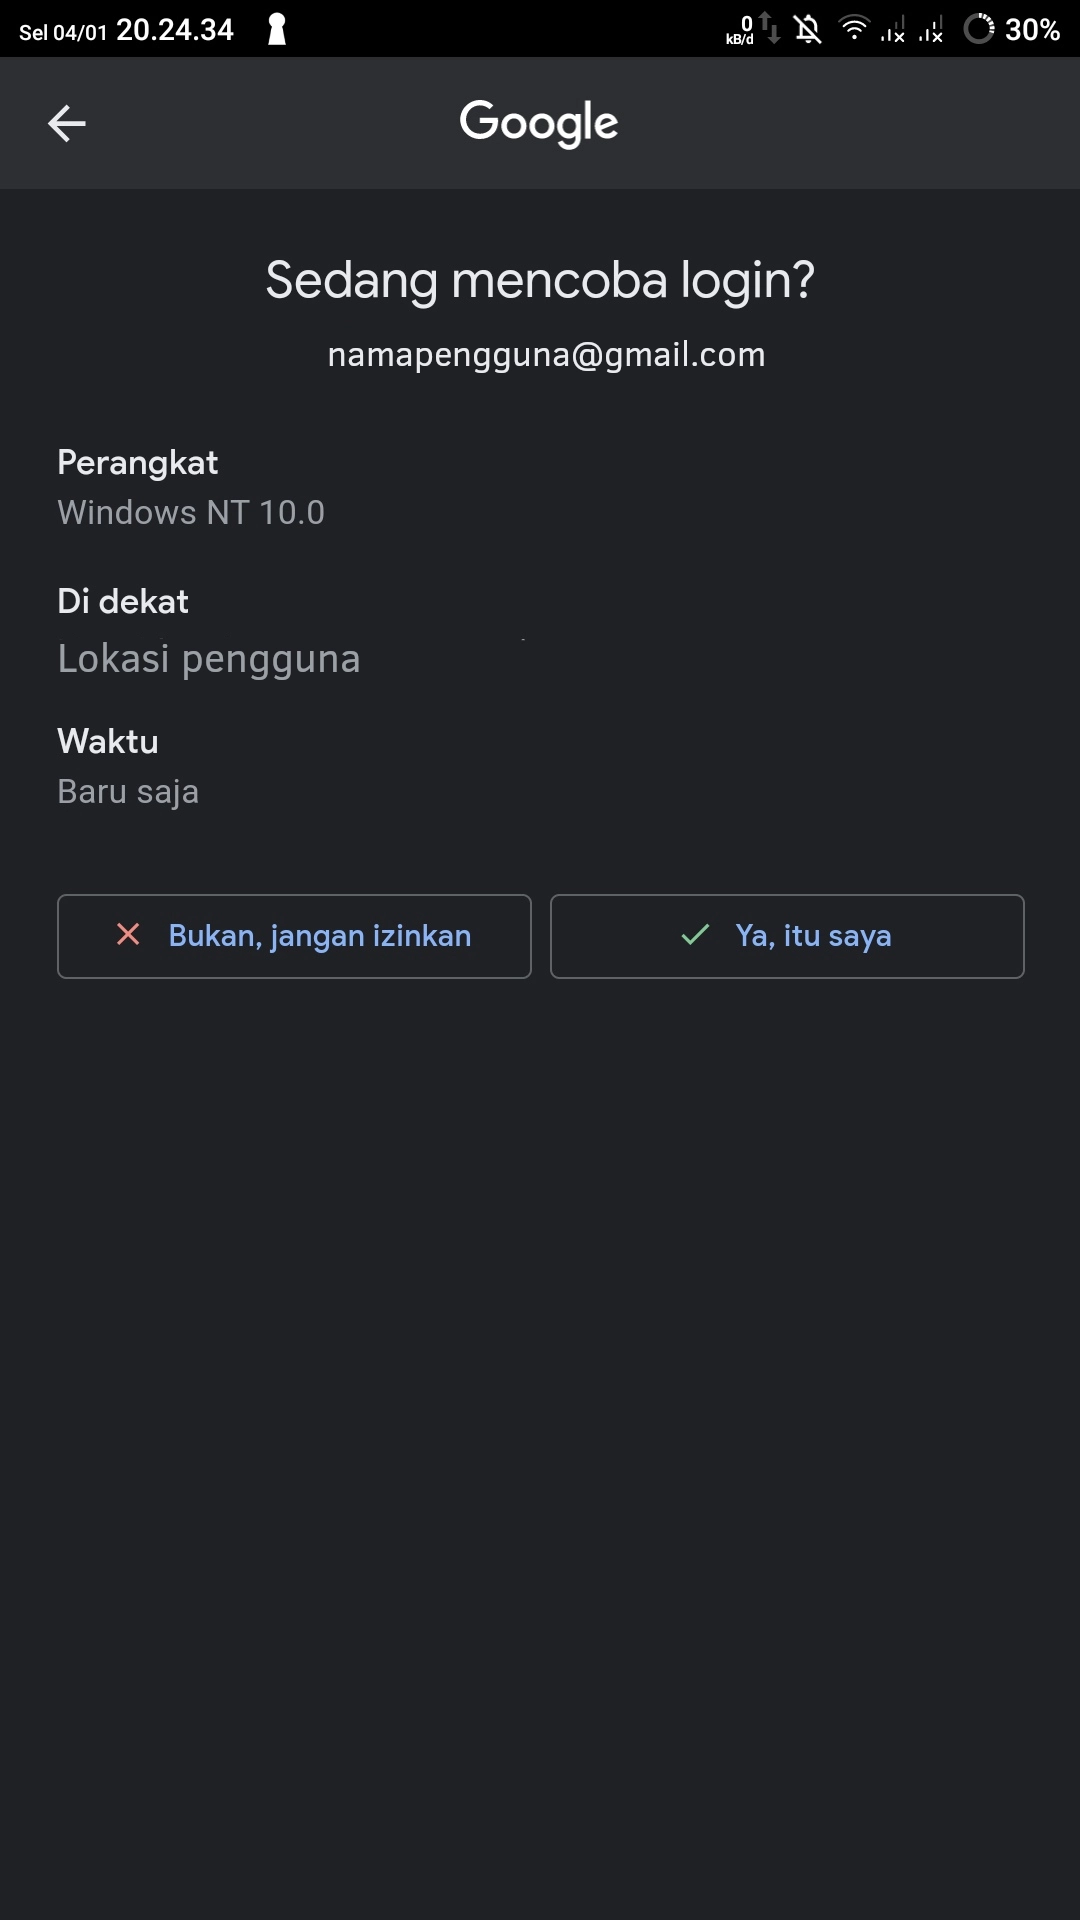 Sel 04/01 20.24.34 0 kB/d 30%
Google
Sedang mencoba login?
namapengguna@gmail.com
Perangkat
Windows NT 10.0
Di dekat
Lokasi pengguna
Waktu
Baru saja
Bukan, jangan izinkan Ya, itu saya